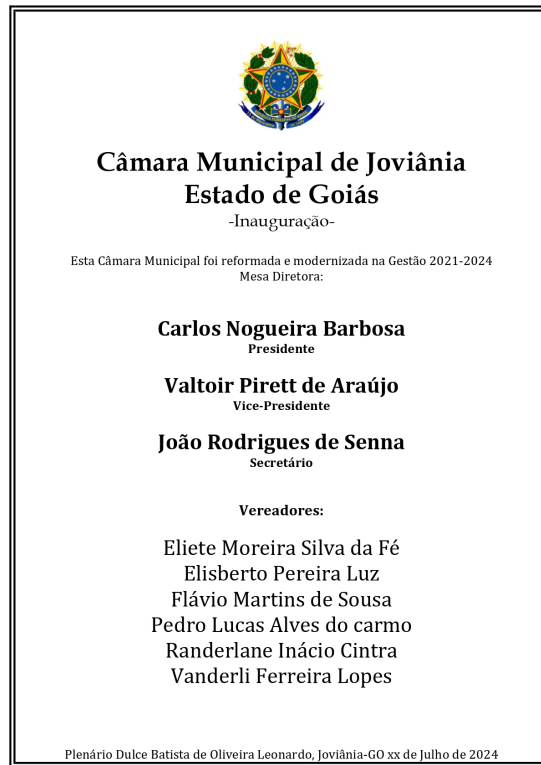 Câmara Municipal de Joviânia
Estado de Goiás
-Inauguração-
Esta Câmara Municipal foi reformada e modernizada na Gestão 2021-2024
Mesa Diretora:
Carlos Nogueira Barbosa
Presidente
Valtoir Pirett de Araújo
Vice-Presidente
João Rodrigues de Senna
Secretário
Vereadores:
Eliete Moreira Silva da Fé
Elisberto Pereira Luz
Flávio Martins de Sousa
Pedro Lucas Alves do carmo
Randerlane Inácio Cintra
Vanderli Ferreira Lopes
Plenário Dulce Batista de Oliveira Leonardo, Joviânia-GO xx de Julho de 2024